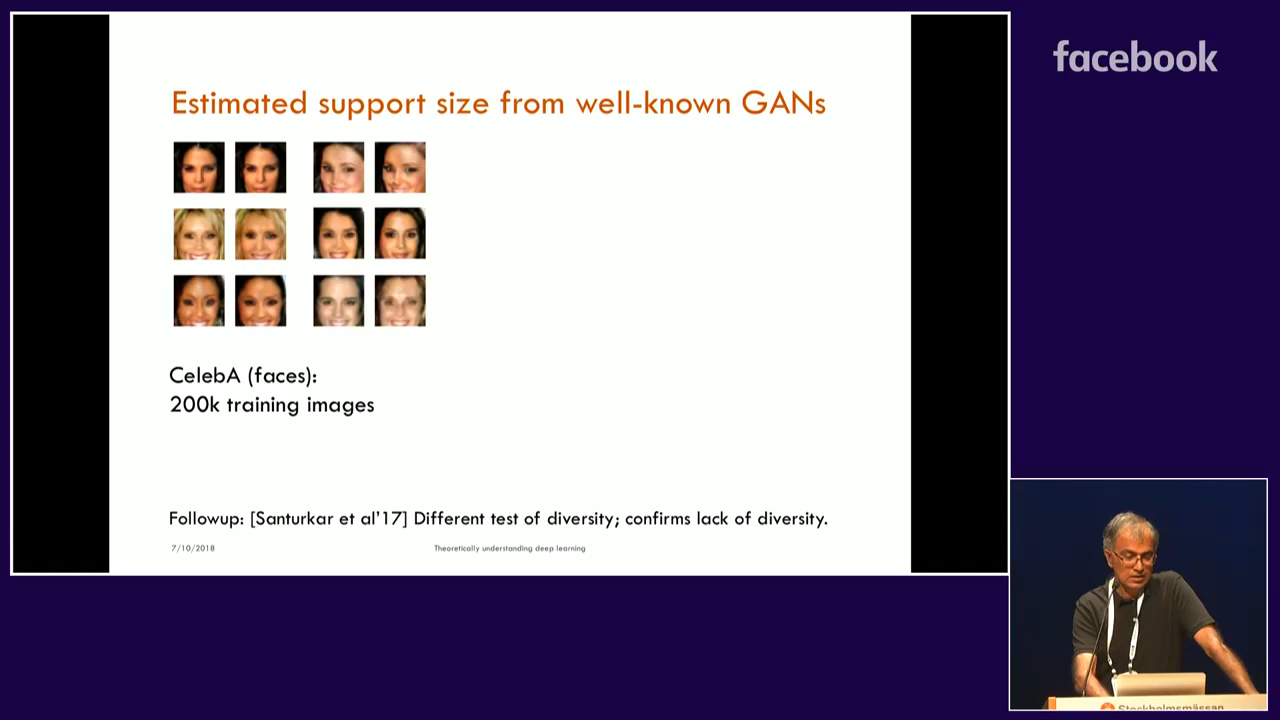 facebook
Estimated support size from well-known GANs
CelebA (faces):
200k training images
Followup: [Santurkar et al’17] Different test of diversity; confirms lack of diversity.
7/10/2018
Theoretically understanding deep learning
Stockholmsmässan